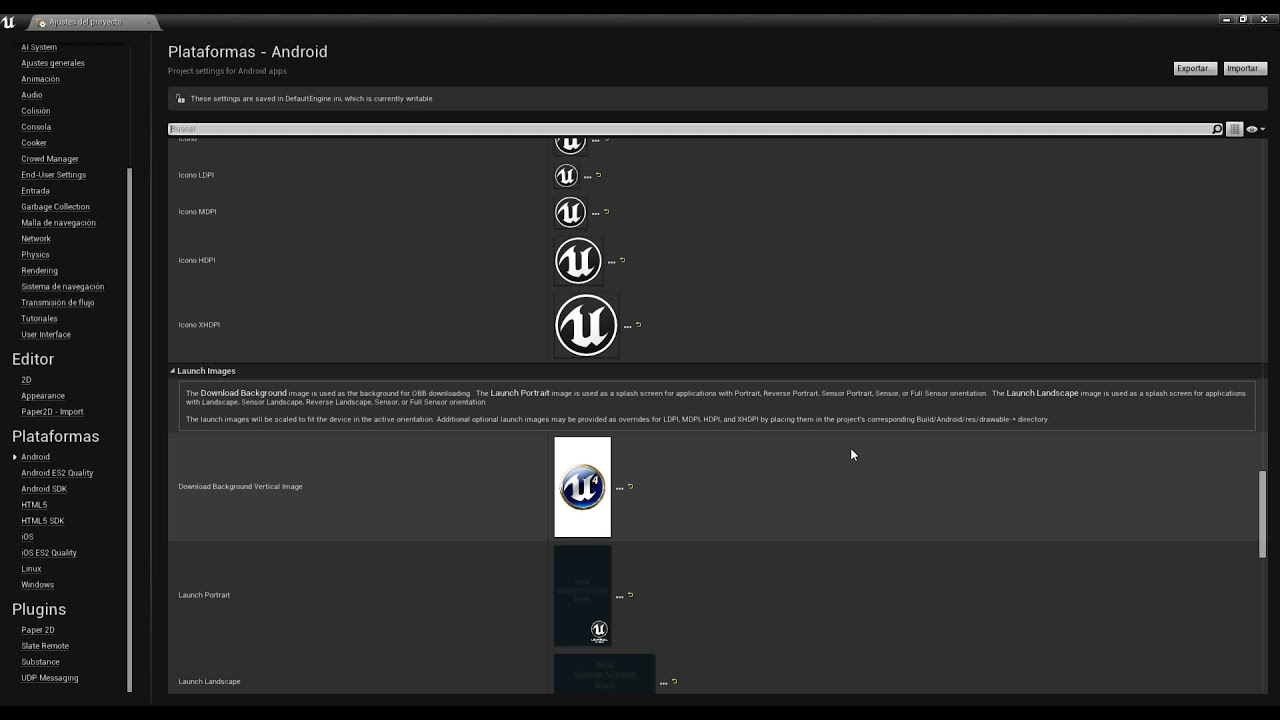 Ajustes del proyecto
AI System
Ajustes generales
Animación
Audio
Colisión
Consola
Cooker
Crowd Manager
End-User Settings
Entrada
Garbage Collection
Malla de navegación
Network
Physics
Rendering
Sistema de navegación
Transmisión de flujo
Tutoriales
User Interface
Editor
2D
Appearance
Paper2D - Import
Plataformas
Android
Android ES2 Quality
Android SDK
HTML5
HTML5 SDK
iOS
iOS ES2 Quality
Linux
Windows
Plugins
Paper 2D
Slate Remote
Substance
UDP Messaging
Plataformas - Android
Project settings for Android apps
Exportar...
Importar...
These settings are saved in DefaultEngine.ini, which is currently writable.
Buscar
Icono
Icono LDPI
Icono MDPI
Icono HDPI
Icono XHDPI
Launch Images
The Download Background image is used as the background for OBB downloading. The Launch Portrait image is used as a splash screen for applications with Portrait, Reverse Portrait, Sensor Portrait, Sensor, or Full Sensor orientation. The Launch Landscape image is used as a splash screen for applications
with Landscape, Sensor Landscape, Reverse Landscape, Sensor, or Full Sensor orientation.
The launch images will be scaled to fit the device in the active orientation. Additional optional launch images may be provided as overrides for LDPI, MDPI, HDPI, and XHDPI by placing them in the project's corresponding Build/Android/res/drawable-* directory.
Download Background Vertical Image
4
Launch Portrait
Your
Splash Screen
Here
Launch Landscape
Your
Splash Screen
Here